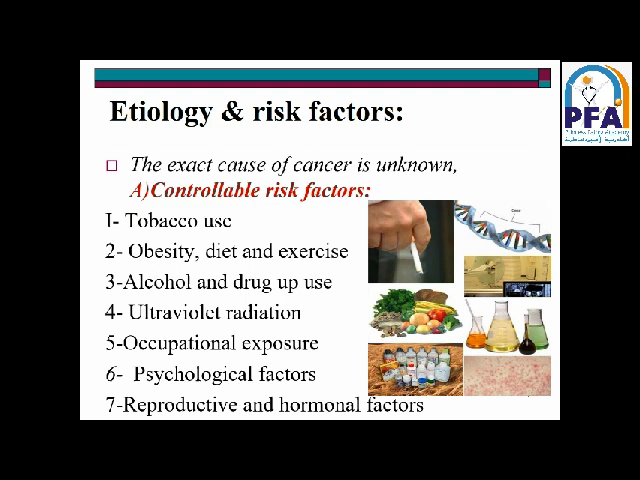 Etiology & risk factors:
The exact cause of cancer is unknown,
A)Controllable risk factors:
I- Tobacco use
2- Obesity, diet and exercise
3-Alcohol and drug up use
4- Ultraviolet radiation
5-Occupational exposure
6- Psychological factors
7-Reproductive and hormonal factors
PFA